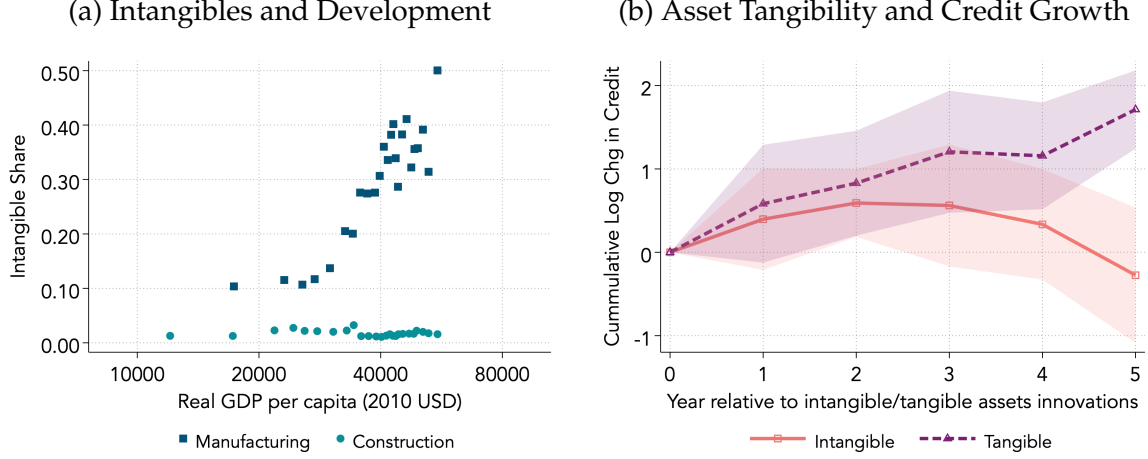 (a) Intangibles and Development
Intangible Share
0.50
0.40
0.30
0.20
0.10
0.00
10000 20000 40000 80000
Real GDP per capita (2010 USD)
Manufacturing Construction
(b) Asset Tangibility and Credit Growth
Cummulative Log Chg in Credit
2
1
0
-1
0 1 2 3 4 5
Year relative to intangible/tangible assets innovations
Intangible Tangible